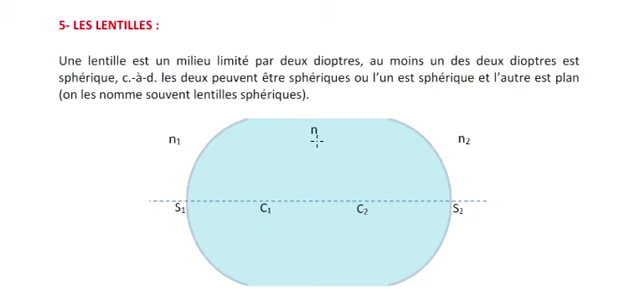 5- LES LENTILLES :
Une lentille est un milieu limité par deux dioptres, au moins un des deux dioptres est
sphérique, c.-à-d. les deux peuvent être sphériques ou l'un est sphérique et l'autre est plan
(on les nomme souvent lentilles sphériques).
n₁ n n₂
S₁ C₁ C₂ S₂